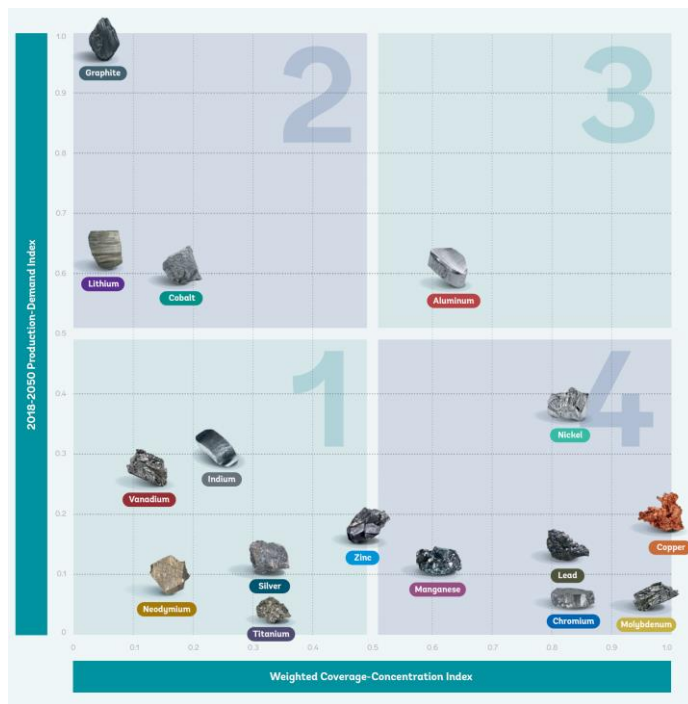 1.0
2
3
Graphite
0.9
0.8
0.7
Lithium
Cobalt
0.6
Aluminum
0.5
2018-2050 Production-Demand Index
1
4
0.4
Nickel
0.3
Indium
Vanadium
0.2
Zinc
Copper
0.1
Silver
Manganese
Lead
Neodymium
Chromium
Molybdenum
Titanium
0
0 0.1 0.2 0.3 0.4 0.5 0.6 0.7 0.8 0.9 1.0
Weighted Coverage-Concentration Index